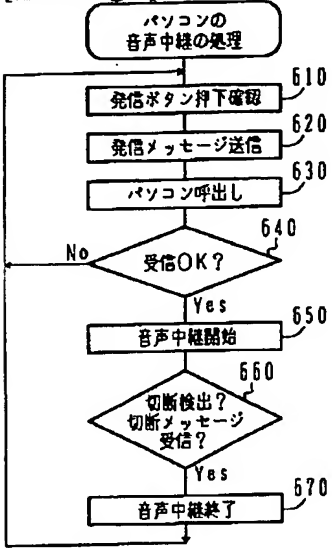 パソコンの
音声中継の処理
610
発信ボタン押下確認
620
発信メッセージ送信
630
パソコン呼出し
640
No
受信OK?
Yes
650
音声中継開始
660
切断検出?
切断メッセージ
受信?
Yes
670
音声中継終了